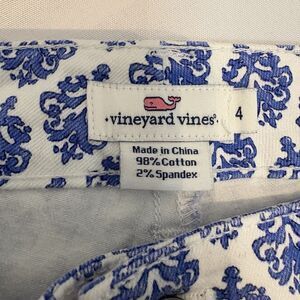 ·vineyard vines·
4
Made in China
98% Cotton
2% Spandex